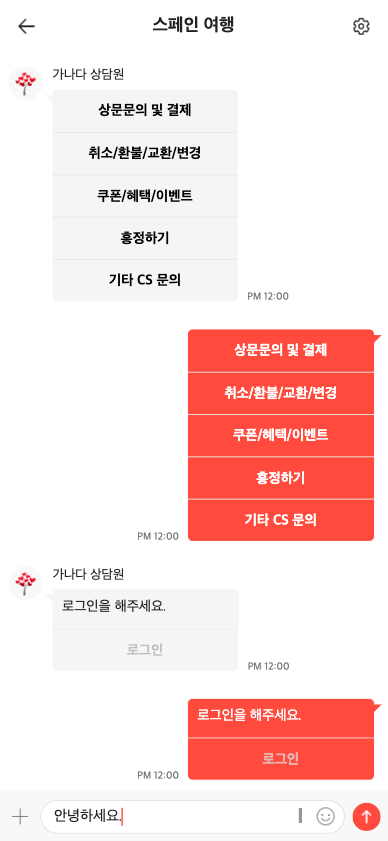 스페인 여행
가나다 상담원
상문문의 및 결제
취소/환불/교환/변경
쿠폰/혜택/이벤트
흥정하기
기타 CS 문의
PM 12:00
상문문의 및 결제
취소/환불/교환/변경
쿠폰/혜택/이벤트
흥정하기
기타 CS 문의
PM 12:00
가나다 상담원
로그인을 해주세요.
로그인
PM 12:00
로그인을 해주세요.
로그인
PM 12:00
안녕하세요.